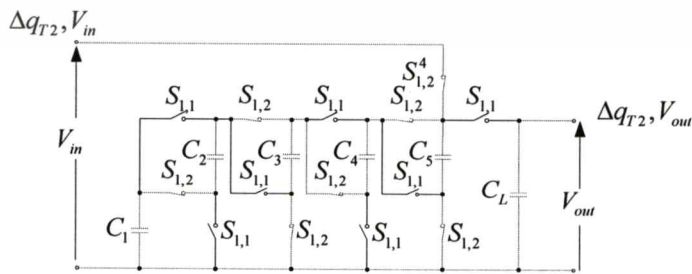 Δq_{T2}, V_{in}
S^4_{1,2}
S_{1,1} S_{1,2} S_{1,1} S_{1,2} S_{1,1}
Δq_{T2}, V_{out}
V_{in}
C_2 C_3 C_4 C_5
S_{1,2} S_{1,1} S_{1,2} S_{1,1}
C_L
V_{out}
C_1
S_{1,1} S_{1,2} S_{1,1} S_{1,2}